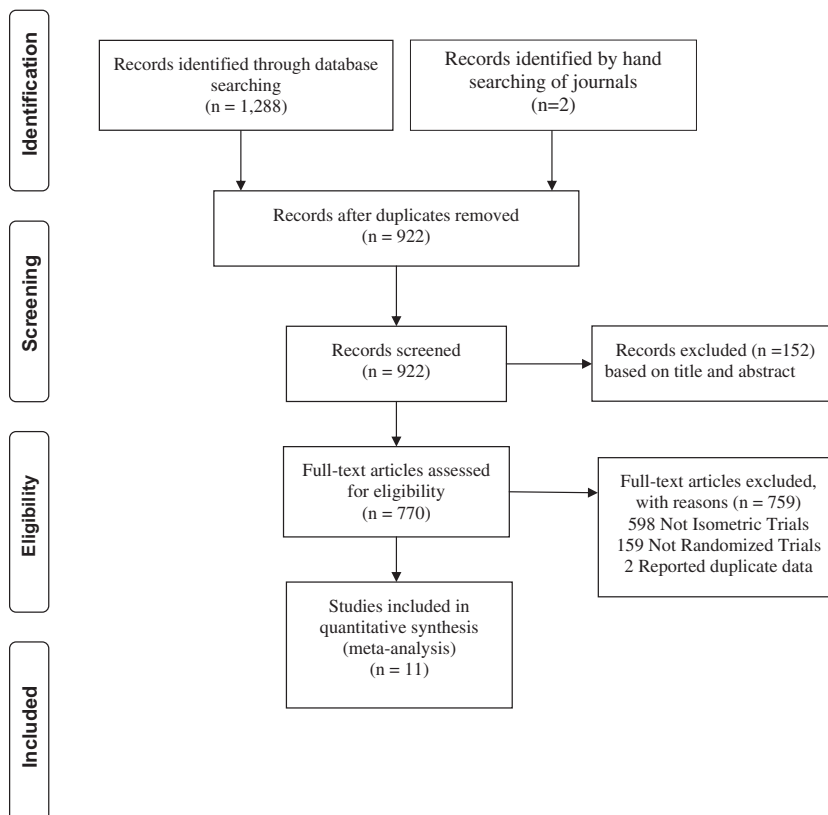 Identification
Records identified through database
searching
(n = 1,288)
Records identified by hand
searching of journals
(n=2)
Records after duplicates removed
(n = 922)
Screening
Records screened
(n = 922)
Records excluded (n =152)
based on title and abstract
Eligibility
Full-text articles assessed
for eligibility
(n = 770)
Full-text articles excluded,
with reasons (n = 759)
598 Not Isometric Trials
159 Not Randomized Trials
2 Reported duplicate data
Studies included in
quantitative synthesis
(meta-analysis)
(n = 11)
Included